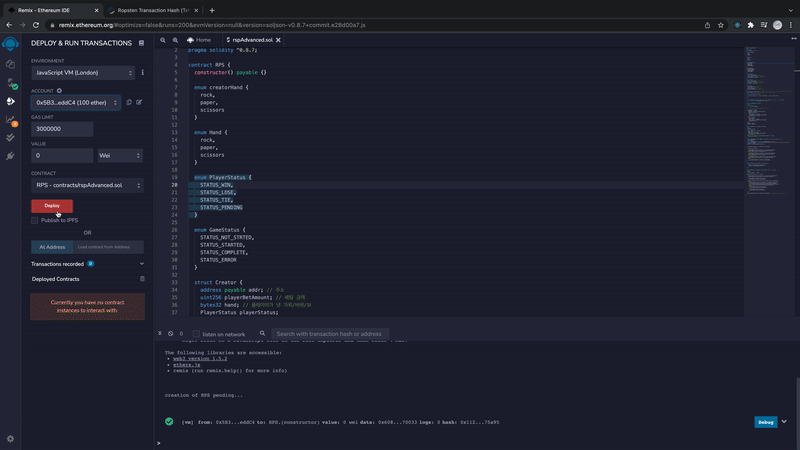 Remix - Ethereum IDE
Ropsten Transaction Hash (Txh
remix.ethereum.org/#optimize=false&runs=200&evmVersion=null&version=soljson-v0.8.7+commit.e28d00a7.js
DEPLOY & RUN TRANSACTIONS
ENVIRONMENT
JavaScript VM (London)
ACCOUNT
0x5B3...eddC4 (100 ether)
GAS LIMIT
3000000
VALUE
0
Wei
CONTRACT
RPS - contracts/rspAdvanced.sol
Deploy
Publish to IPFS
OR
At Address
Load contract from Address
Transactions recorded
Deployed Contracts
Currently you have no contract
instances to interact with.
Home
rspAdvanced.sol
2 pragma solidity ^0.8.7;
3
4 contract RPS {
5 constructor() payable {}
6
7 enum creatorHand {
8 rock,
9 paper,
10 scissors
11 }
12
13 enum Hand {
14 rock,
15 paper,
16 scissors
17 }
18
19 enum PlayerStatus {
20 STATUS_WIN,
21 STATUS_LOSE,
22 STATUS_TIE,
23 STATUS_PENDING
24 }
25
26 enum GameStatus {
27 STATUS_NOT_STRTED,
28 STATUS_STARTED,
29 STATUS_COMPLETE,
30 STATUS_ERROR
31 }
32
33 struct Creator {
34 address payable addr; // 주소
35 uint256 playerBetAmount; // 베팅 금액
36 bytes32 hand; // 플레이어가 낸 가위/바위/보
37 PlayerStatus playerStatus;
0
listen on network
Search with transaction hash or address
The following libraries are accessible:
• web3 version 1.5.2
• ethers.js
• remix (run remix.help() for more info)
creation of RPS pending...
[vm] from: 0x5B3...eddC4 to: RPS.(constructor) value: 0 wei data: 0x608...70033 logs: 0 hash: 0x112...75a95
Debug
>